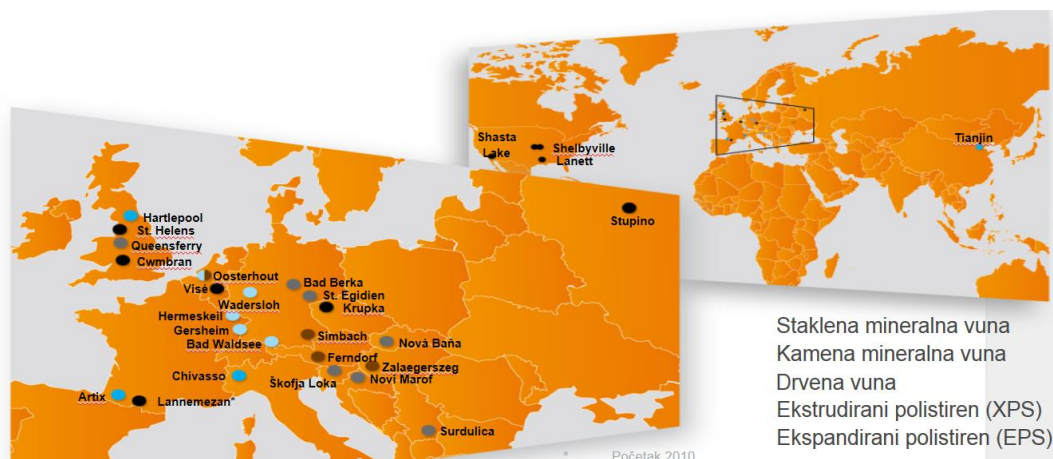 Shasta
Lake
Shelbyville
Lanett
Tianjin
Stupino
Hartlepool
St. Helens
Queensferry
Cwmbran
Oosterhout
Visé
Wadersloh
Bad Berka
St. Egidien
Krupka
Hermeskeil
Gersheim
Bad Waldsee
Simbach
Nová Baňa
Ferndorf
Zalaegerszeg
Chivasso
Škofja Loka
Novi Marof
Artix
Lannemezan*
Surdulica
* Početak 2010
Staklena mineralna vuna
Kamena mineralna vuna
Drvena vuna
Ekstrudirani polistiren (XPS)
Ekspandirani polistiren (EPS)